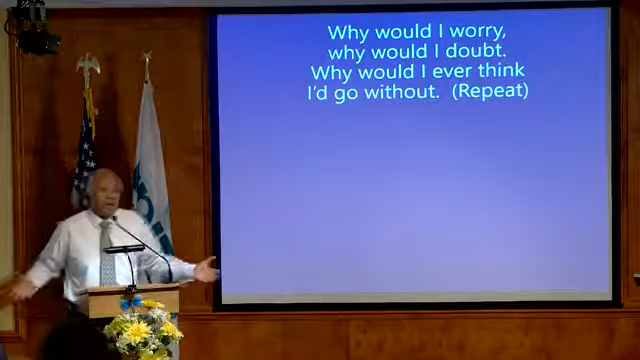 Why would I worry,
why would I doubt.
Why would I ever think
I'd go without.  (Repeat)